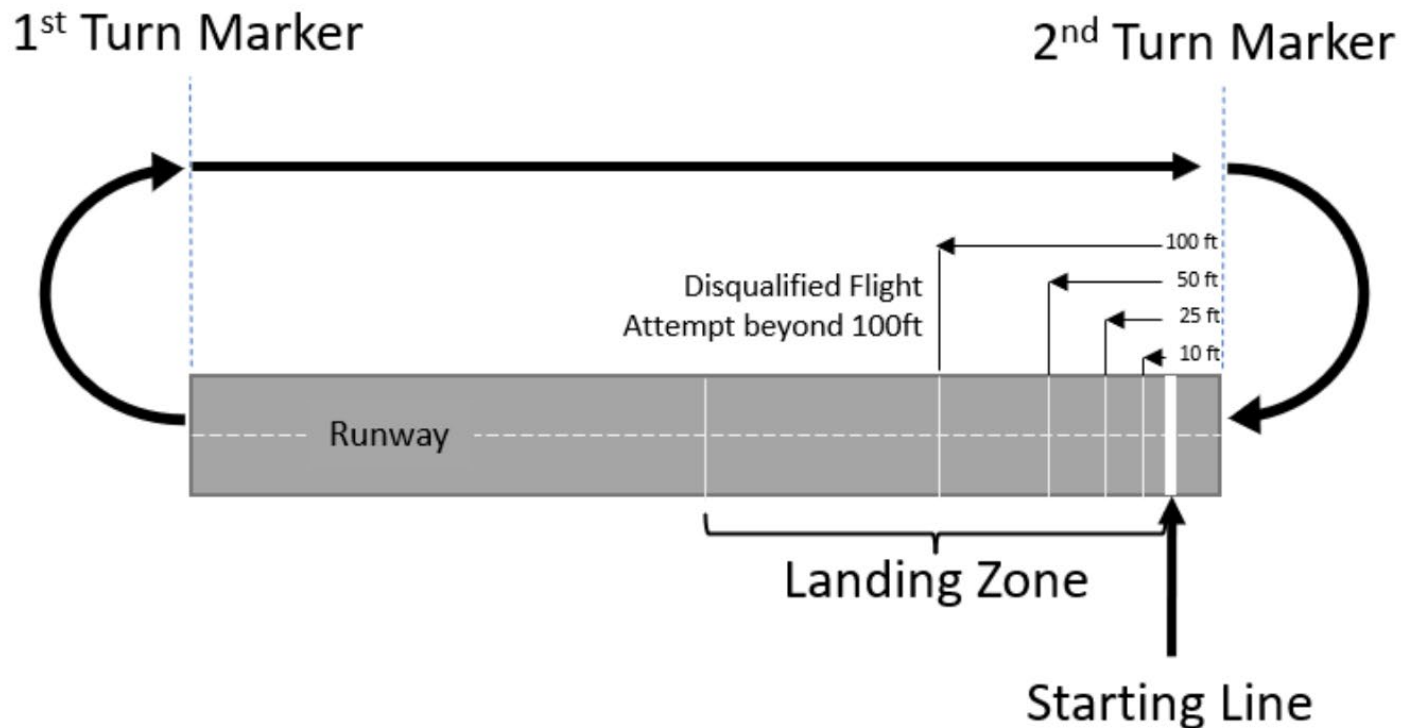 1st Turn Marker
2nd Turn Marker
100 ft
50 ft
25 ft
10 ft
Disqualified Flight
Attempt beyond 100ft
Runway
Landing Zone
Starting Line